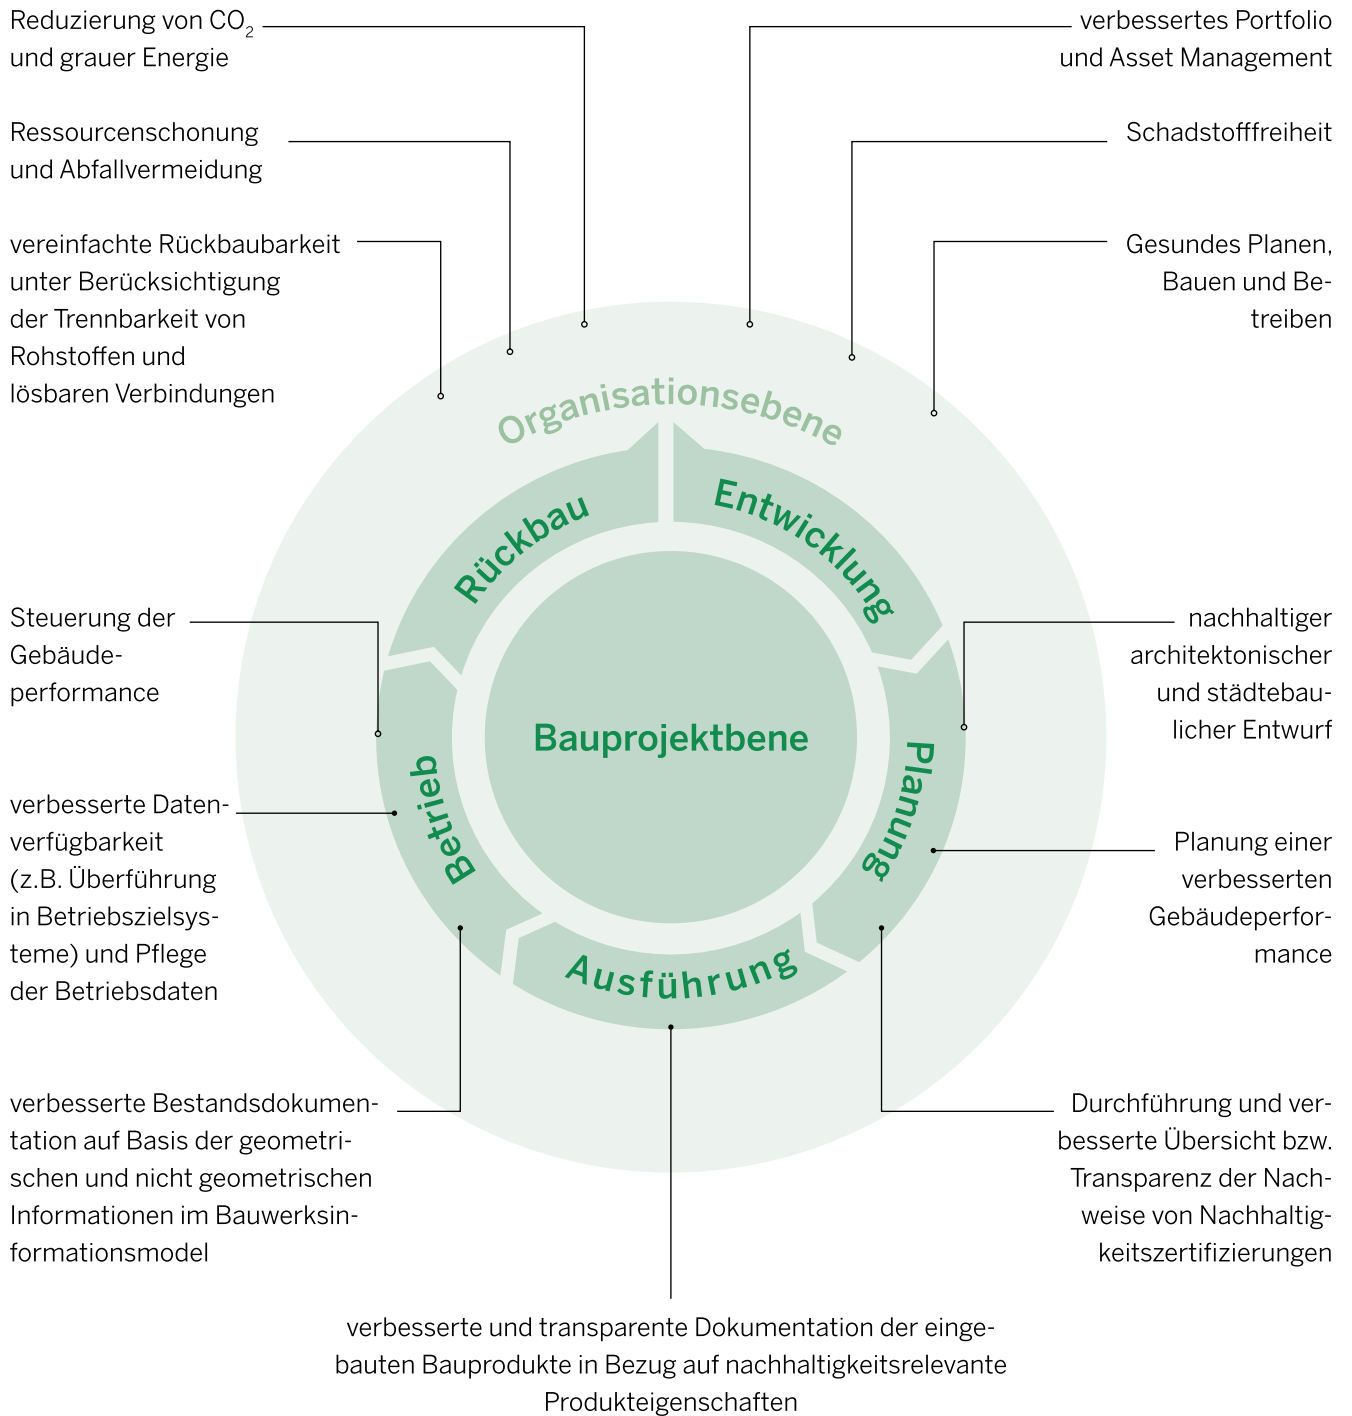 Reduzierung von CO₂
und grauer Energie
Ressourcenschonung
und Abfallvermeidung
vereinfachte Rückbaubarkeit
unter Berücksichtigung
der Trennbarkeit von
Rohstoffen und
lösbaren Verbindungen
verbessertes Portfolio
und Asset Management
Schadstofffreiheit
Gesundes Planen,
Bauen und Be-
treiben
Organisationsebene
Rückbau
Entwicklung
Planung
Ausführung
Betrieb
Bauprojektbene
Steuerung der
Gebäude-
performance
verbesserte Daten-
verfügbarkeit
(z.B. Überführung
in Betriebszielsys-
teme) und Pflege
der Betriebsdaten
verbesserte Bestandsdokumen-
tation auf Basis der geometri-
schen und nicht geometrischen
Informationen im Bauwerksin-
formationsmodel
nachhaltiger
architektonischer
und städtebau-
licher Entwurf
Planung einer
verbesserten
Gebäudeperfor-
mance
Durchführung und ver-
besserte Übersicht bzw.
Transparenz der Nach-
weise von Nachhaltig-
keitszertifizierungen
verbesserte und transparente Dokumentation der einge-
bauten Bauprodukte in Bezug auf nachhaltigkeitsrelevante
Produkteigenschaften